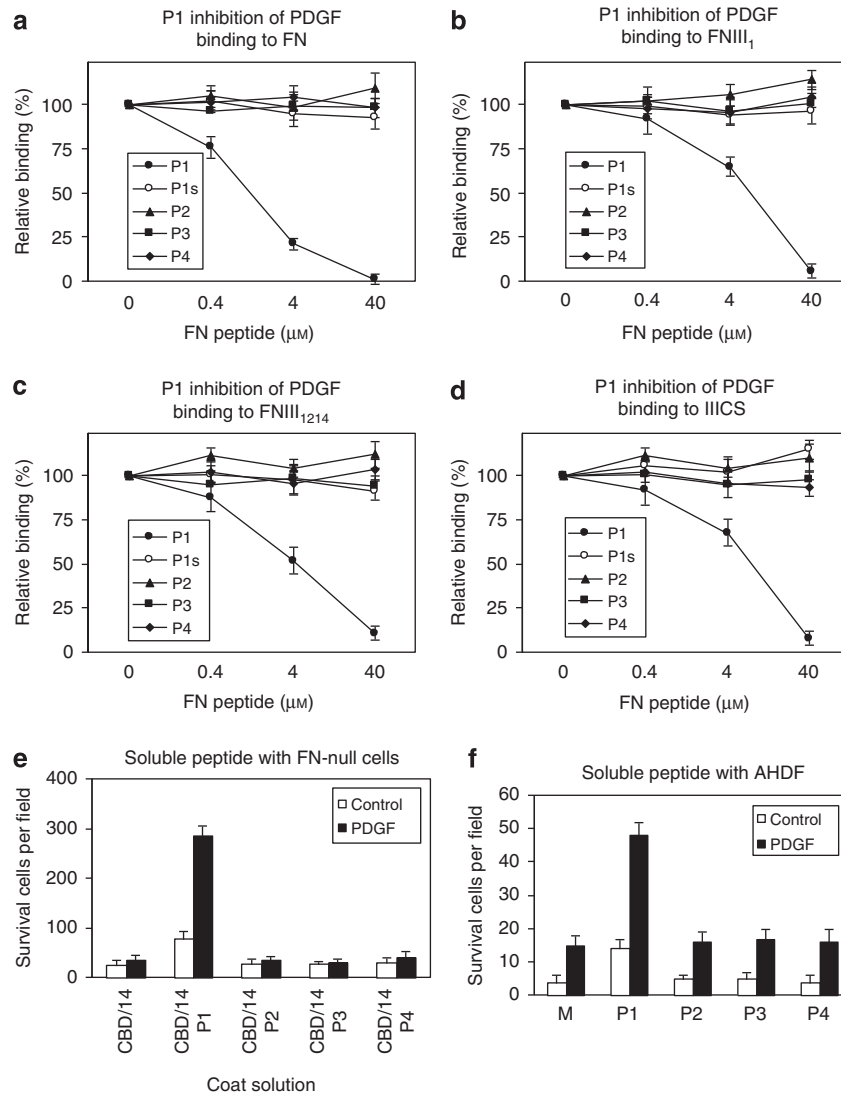 a
P1 inhibition of PDGF
binding to FN
Relative binding (%)
100
75
50
25
0
P1
P1s
P2
P3
P4
0 0.4 4 40
FN peptide (μM)
b
P1 inhibition of PDGF
binding to FNIII1
Relative binding (%)
100
75
50
25
0
P1
P1s
P2
P3
P4
0 0.4 4 40
FN peptide (μM)
c
P1 inhibition of PDGF
binding to FNIII1214
Relative binding (%)
100
75
50
25
0
P1
P1s
P2
P3
P4
0 0.4 4 40
FN peptide (μM)
d
P1 inhibition of PDGF
binding to IIICS
Relative binding (%)
100
75
50
25
0
P1
P1s
P2
P3
P4
0 0.4 4 40
FN peptide (μM)
e
Soluble peptide with FN-null cells
Survival cells per field
400
300
200
100
0
Control
PDGF
CBD/14
CBD/14
P1
CBD/14
P2
CBD/14
P3
CBD/14
P4
Coat solution
f
Soluble peptide with AHDF
Survival cells per field
60
50
40
30
20
10
0
Control
PDGF
M P1 P2 P3 P4